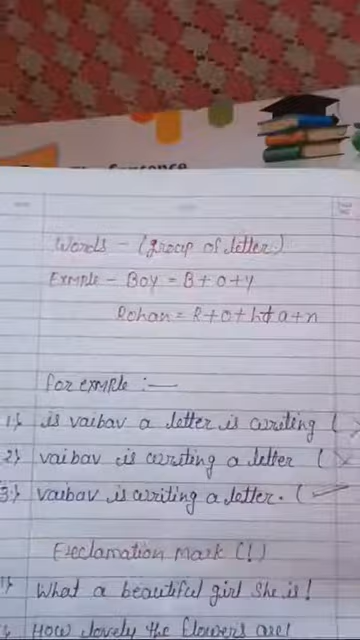 Sentence
Words - (group of letter)
Exmple - Boy = B + o + y
Rohan = R + o + h + a + n
for exmple :—
1) is vaibav a letter is writing (
2) vaibav is writing a letter (
3) vaibav is writing a letter. (
Exclamation mark (!)
1) What a beautiful girl she is!
How lovely the flowers are!